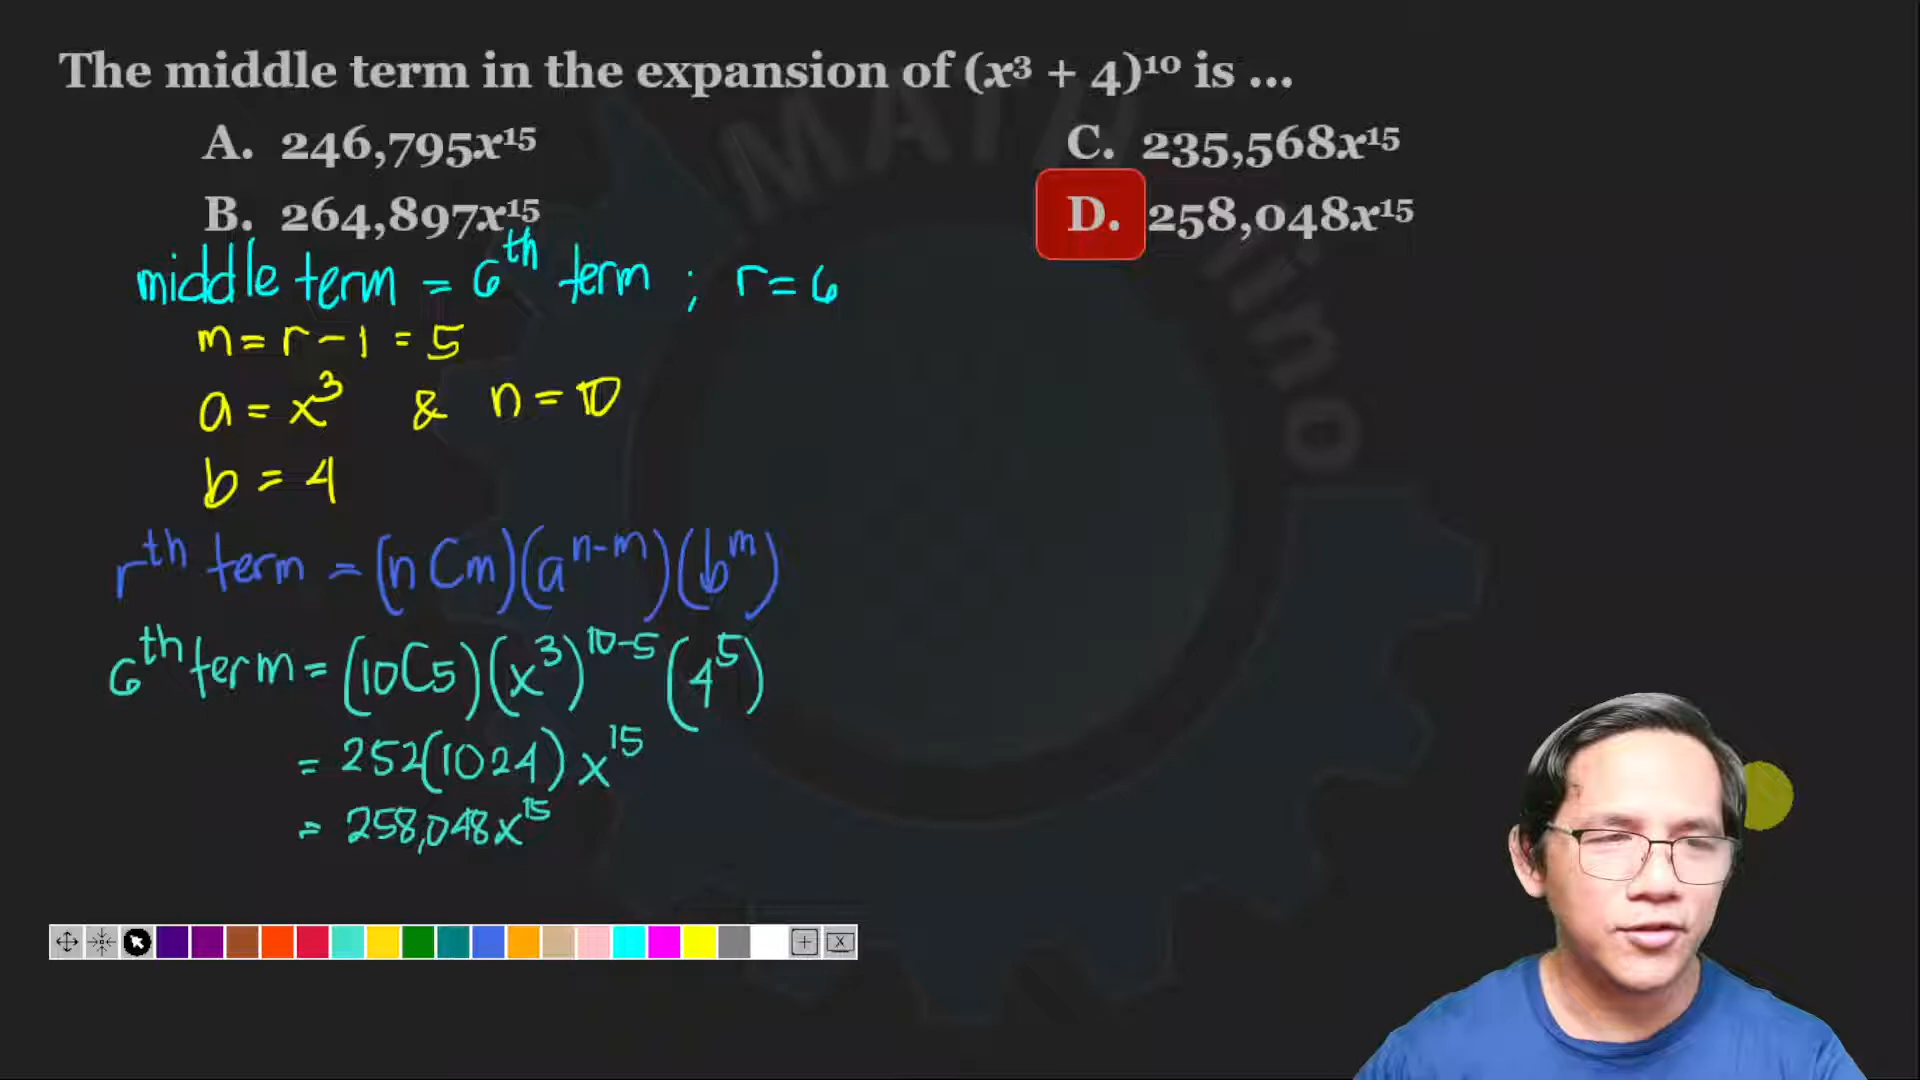 The middle term in the expansion of (x³ + 4)¹⁰ is ...
A. 246,795x¹⁵
C. 235,568x¹⁵
B. 264,897x¹⁵
D. 258,048x¹⁵
middle term = 6ᵗʰ term ; r = 6
m = r - 1 = 5
a = x³ & n = 10
b = 4
rᵗʰ term = (nCm)(aⁿ⁻ᵐ)(bᵐ)
6ᵗʰ term = (10C5)(x³)¹⁰⁻⁵(4⁵)
= 252(1024)x¹⁵
= 258,048x¹⁵
MATH
lino